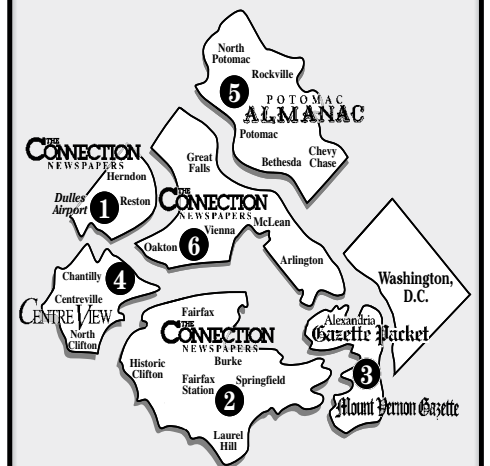 North
Potomac
Rockville
5
POTOMAC
ALMANAC
Potomac
Bethesda
Chevy
Chase
THE
CONNECTION
NEWSPAPERS
Herndon
Dulles
Airport
1
Reston
Great
Falls
THE
CONNECTION
NEWSPAPERS
Vienna
McLean
Oakton
6
Arlington
Chantilly
4
Centreville
CENTRE VIEW
North
Clifton
Washington,
D.C.
Fairfax
THE
CONNECTION
NEWSPAPERS
Burke
Historic
Clifton
Fairfax
Station
Springfield
2
Laurel
Hill
Alexandria
Gazette Packet
3
Mount Vernon Gazette